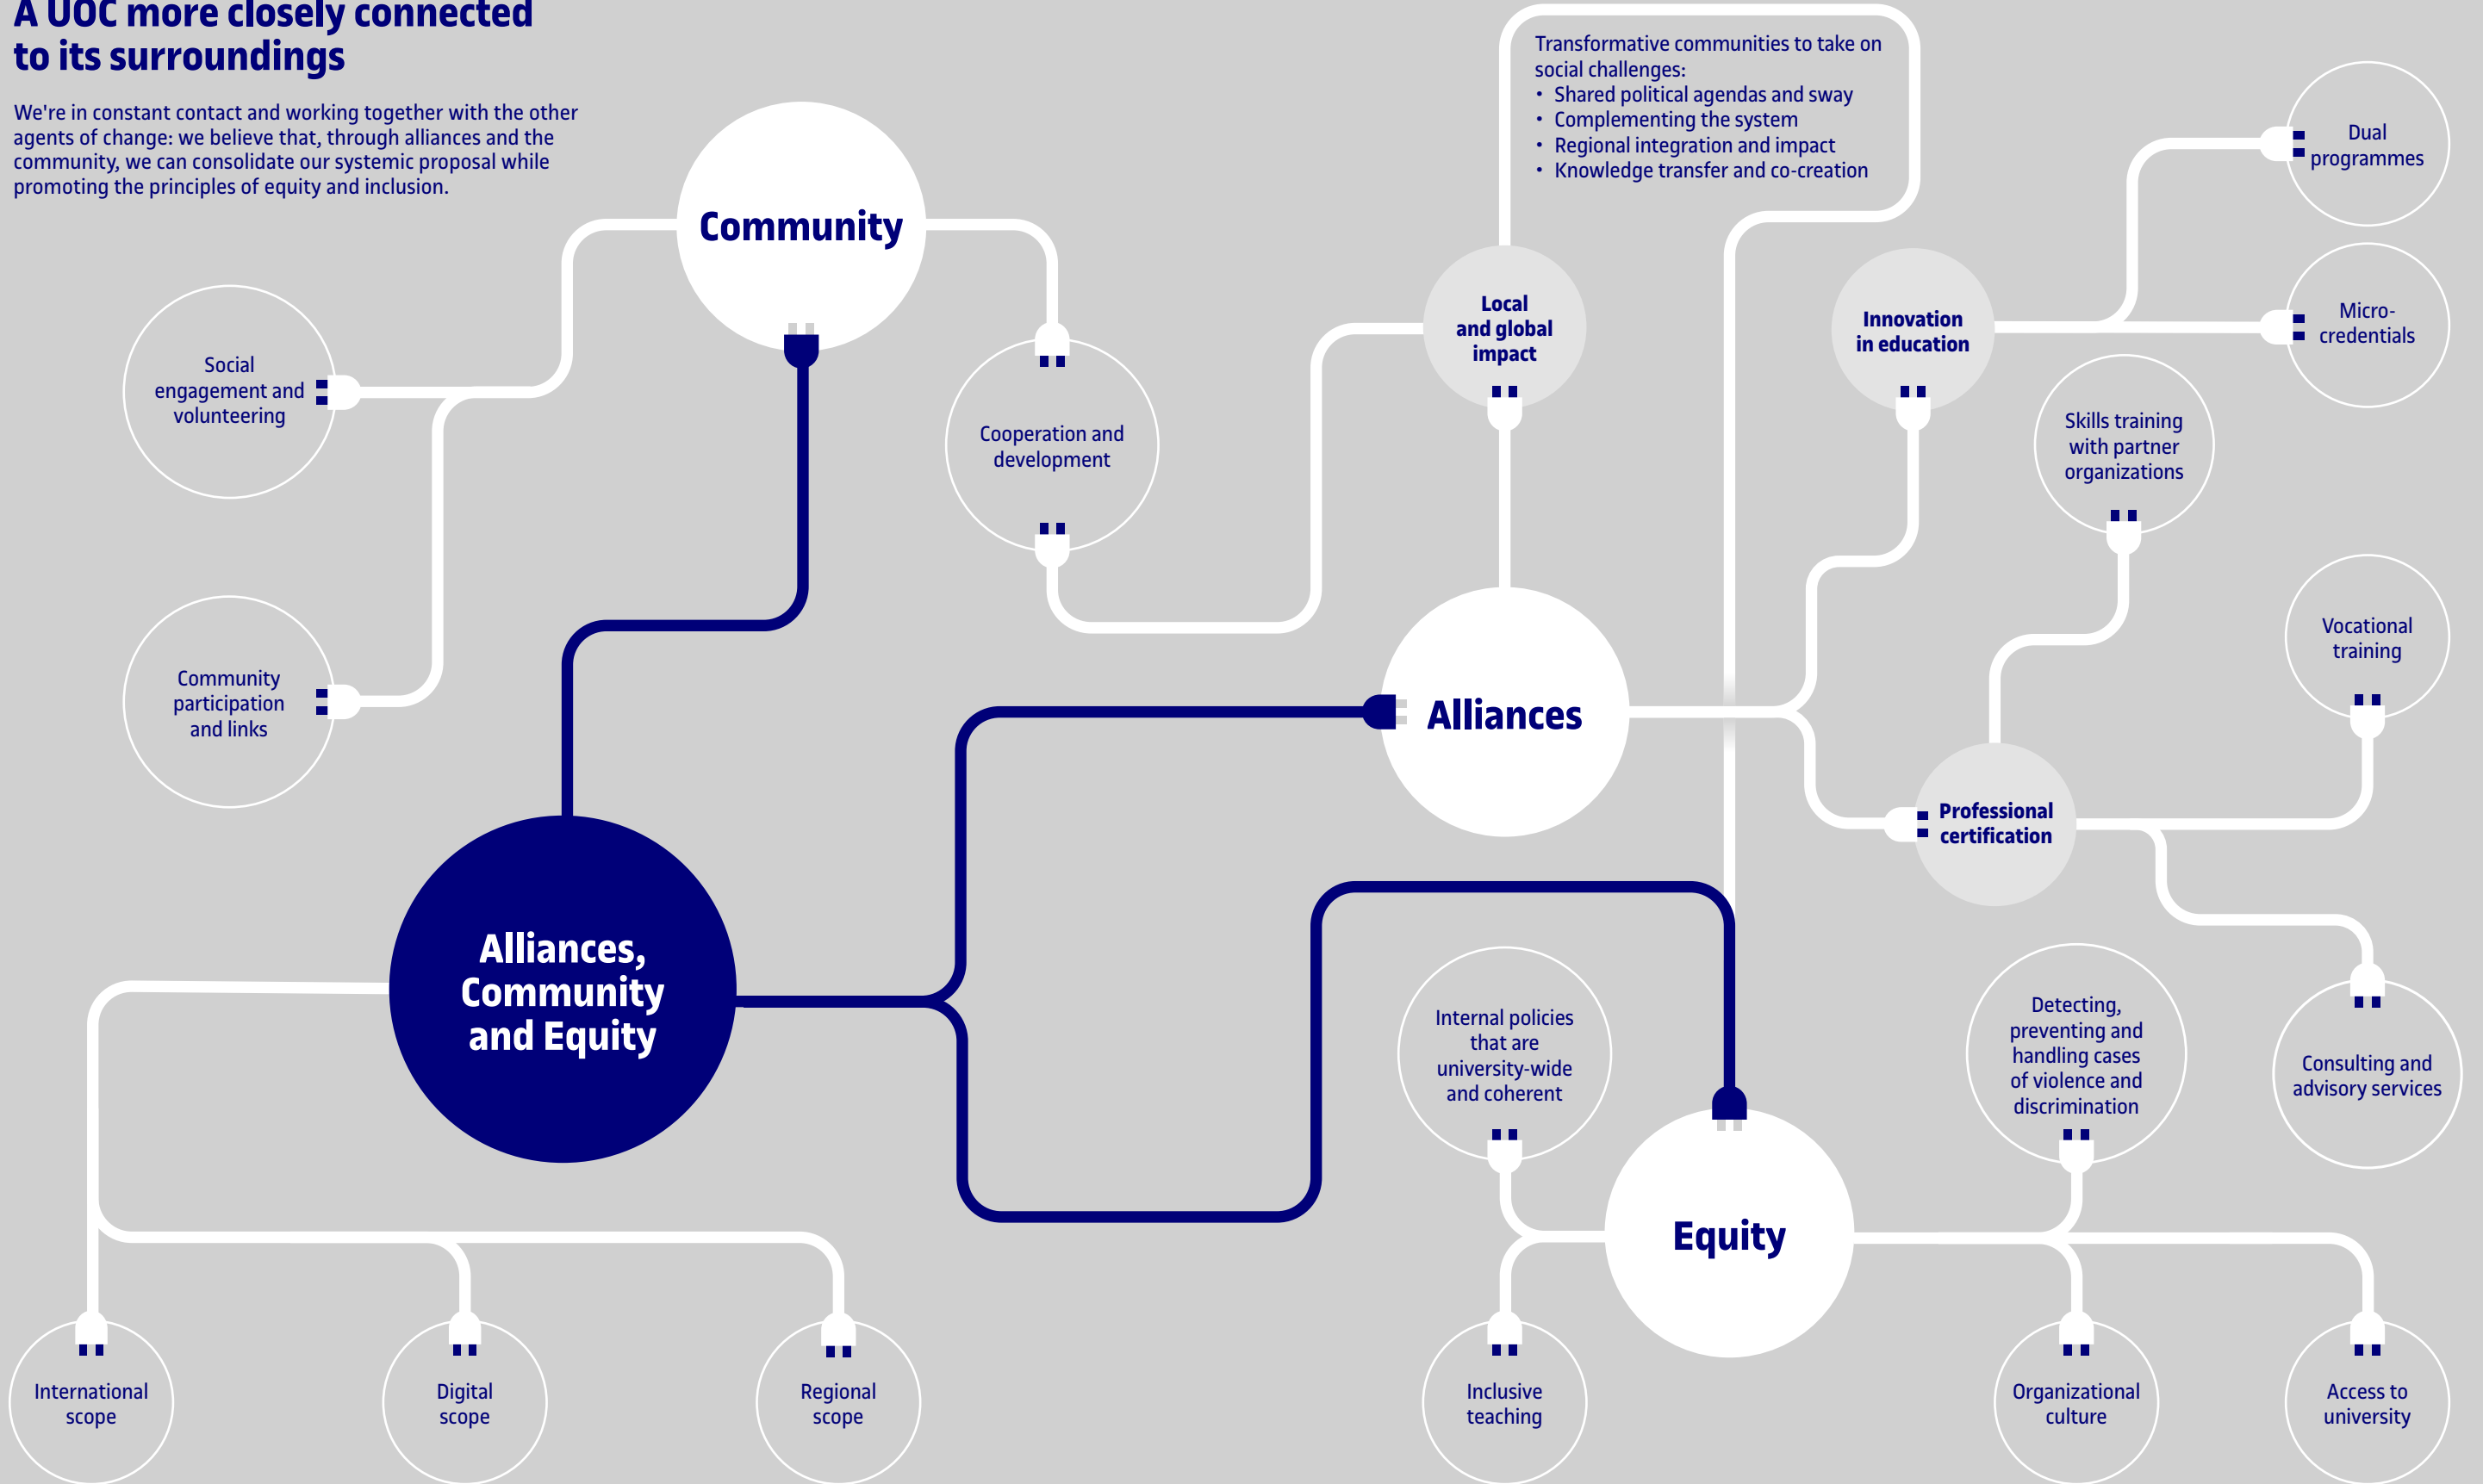 A UOC more closely connected
to its surroundings
We're in constant contact and working together with the other
agents of change: we believe that, through alliances and the
community, we can consolidate our systemic proposal while
promoting the principles of equity and inclusion.
Transformative communities to take on
social challenges:
• Shared political agendas and sway
• Complementing the system
• Regional integration and impact
• Knowledge transfer and co-creation
Dual
programmes
Community
Local
and global
impact
Innovation
in education
Micro-
credentials
Social
engagement and
volunteering
Cooperation and
development
Skills training
with partner
organizations
Community
participation
and links
Alliances
Vocational
training
Professional
certification
Alliances,
Community
and Equity
Internal policies
that are
university-wide
and coherent
Detecting,
preventing and
handling cases
of violence and
discrimination
Consulting and
advisory services
Equity
International
scope
Digital
scope
Regional
scope
Inclusive
teaching
Organizational
culture
Access to
university